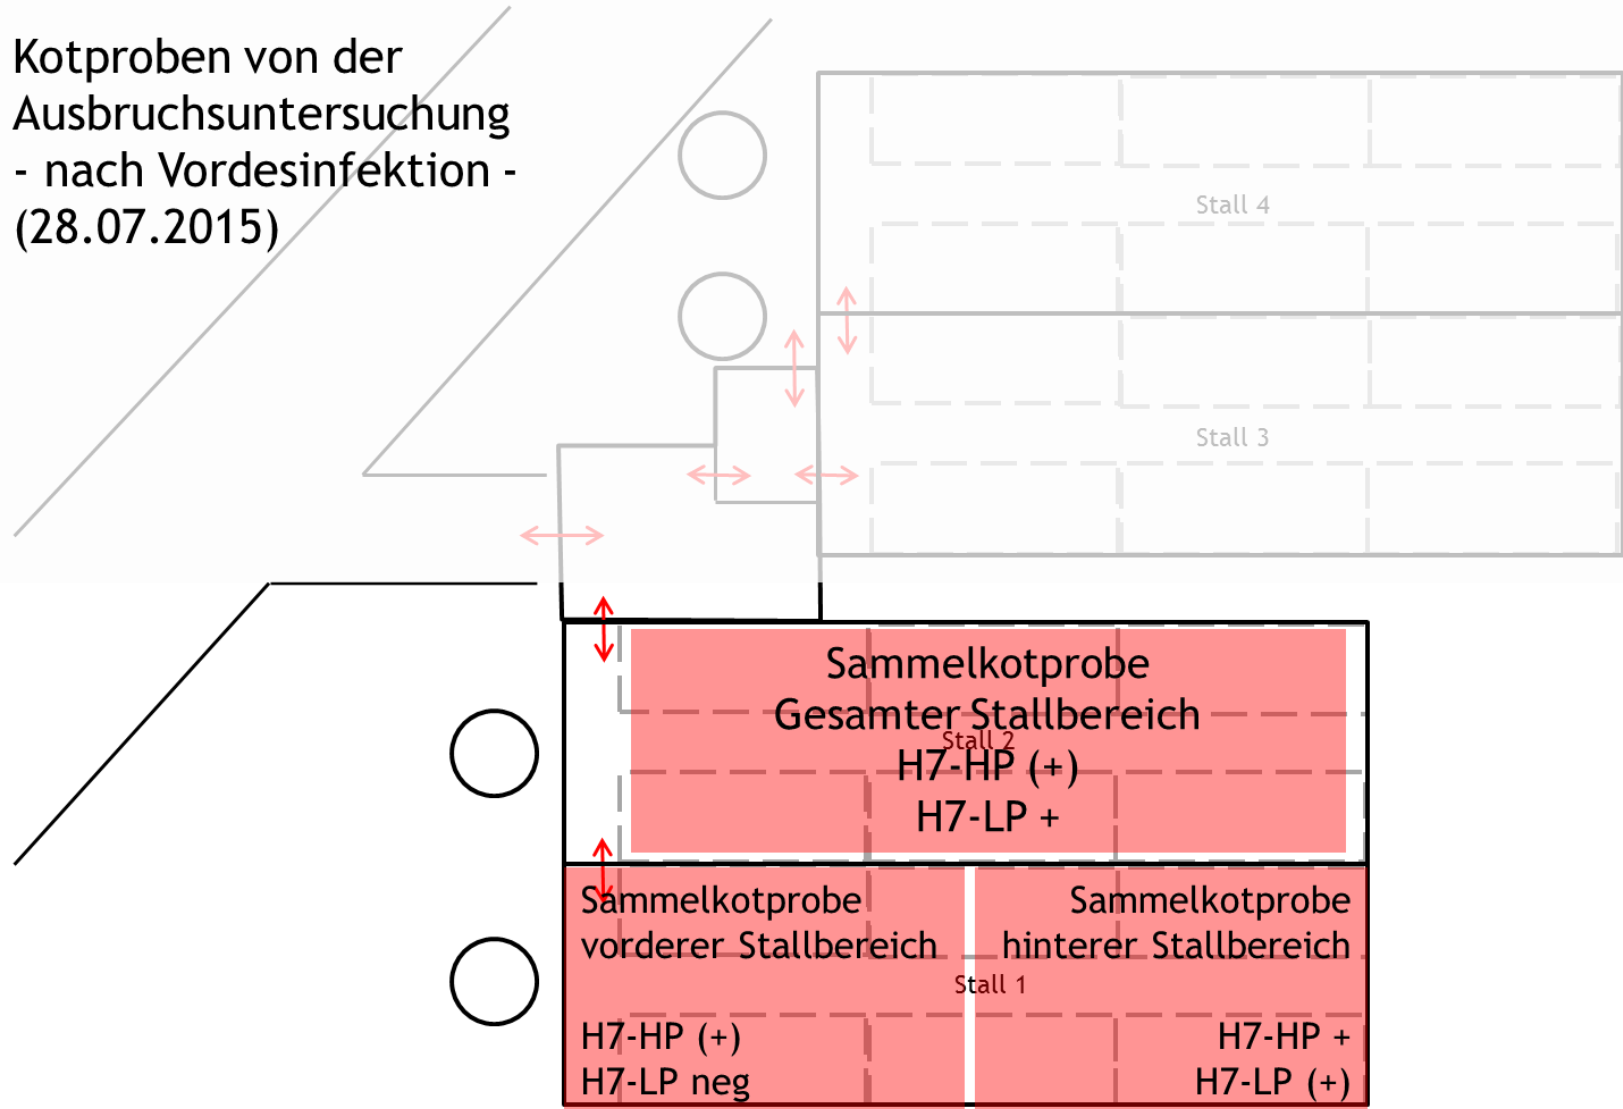 Kotproben von der
Ausbruchsuntersuchung
- nach Vordesinfektion -
(28.07.2015)
Stall 4
Stall 3
Sammelkotprobe
Gesamter Stallbereich
Stall 2
H7-HP (+)
H7-LP +
Sammelkotprobe
vorderer Stallbereich
Sammelkotprobe
hinterer Stallbereich
Stall 1
H7-HP (+)
H7-LP neg
H7-HP +
H7-LP (+)